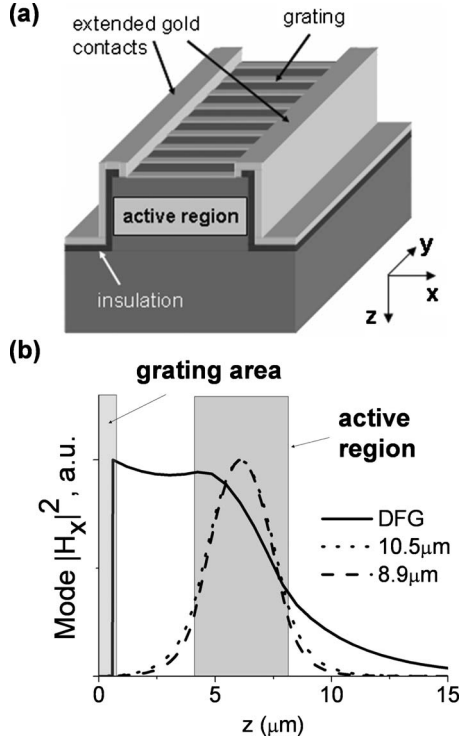 (a)
extended gold
contacts
grating
active region
insulation
y
x
z
(b)
grating area
active
region
Mode |H_x|^2, a.u.
DFG
10.5μm
8.9μm
0
5
10
15
z (μm)